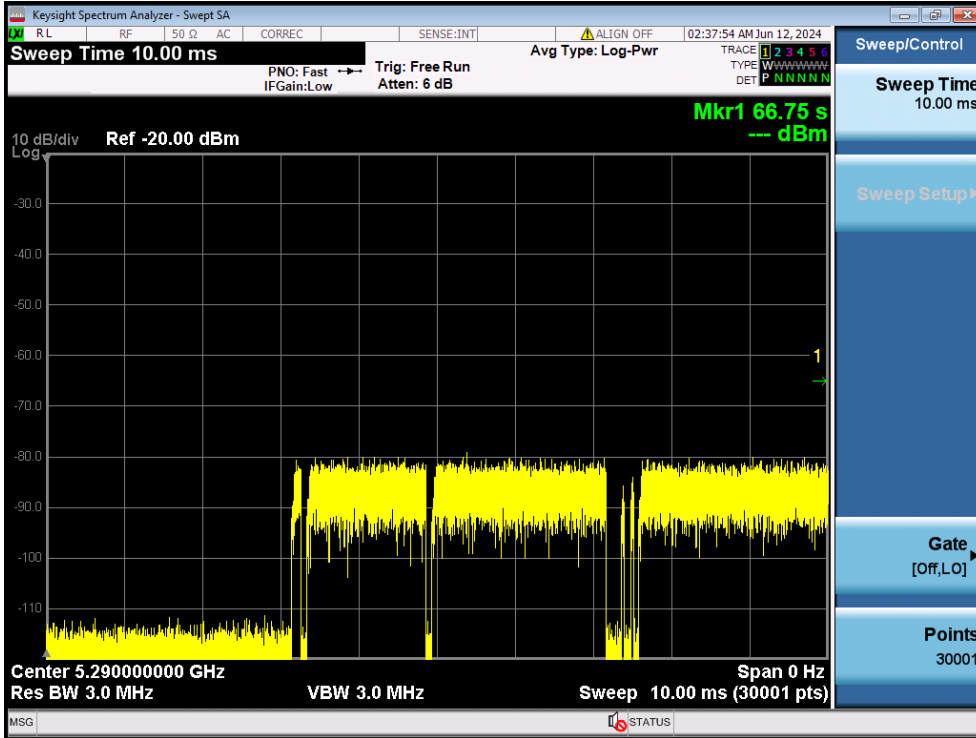 Keysight Spectrum Analyzer - Swept SA
LXI RL RF 50 Ω AC CORREC SENSE:INT ALIGN OFF 02:37:54 AM Jun 12, 2024
Sweep Time 10.00 ms
PNO: Fast
IFGain:Low
Trig: Free Run
Atten: 6 dB
Avg Type: Log-Pwr
TRACE 1 2 3 4 5 6
TYPE WWWWWW
DET P N N N N N
Mkr1 66.75 s
--- dBm
10 dB/div Ref -20.00 dBm
Log
-30.0
-40.0
-50.0
-60.0
1
-70.0
-80.0
-90.0
-100
-110
Center 5.290000000 GHz Span 0 Hz
Res BW 3.0 MHz VBW 3.0 MHz Sweep 10.00 ms (30001 pts)
MSG STATUS
Sweep/Control
Sweep Time
10.00 ms
Sweep Setup
Gate
[Off,LO]
Points
30001